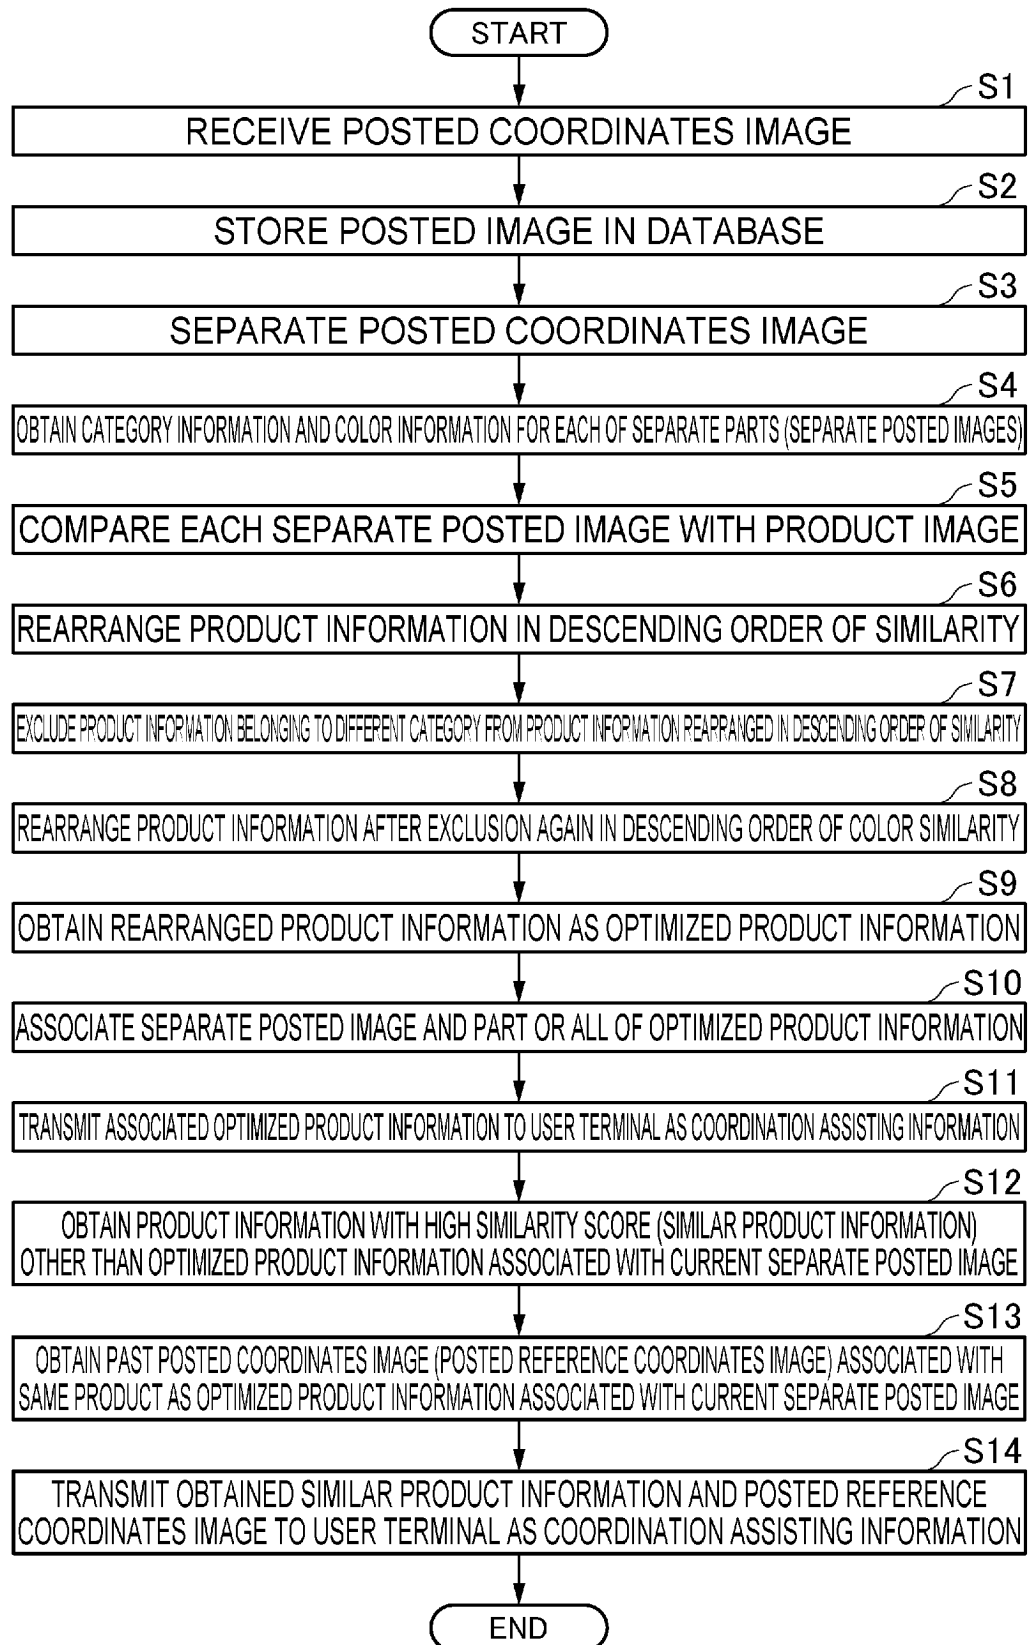 START
S1
RECEIVE POSTED COORDINATES IMAGE
S2
STORE POSTED IMAGE IN DATABASE
S3
SEPARATE POSTED COORDINATES IMAGE
S4
OBTAIN CATEGORY INFORMATION AND COLOR INFORMATION FOR EACH OF SEPARATE PARTS (SEPARATE POSTED IMAGES)
S5
COMPARE EACH SEPARATE POSTED IMAGE WITH PRODUCT IMAGE
S6
REARRANGE PRODUCT INFORMATION IN DESCENDING ORDER OF SIMILARITY
S7
EXCLUDE PRODUCT INFORMATION BELONGING TO DIFFERENT CATEGORY FROM PRODUCT INFORMATION REARRANGED IN DESCENDING ORDER OF SIMILARITY
S8
REARRANGE PRODUCT INFORMATION AFTER EXCLUSION AGAIN IN DESCENDING ORDER OF COLOR SIMILARITY
S9
OBTAIN REARRANGED PRODUCT INFORMATION AS OPTIMIZED PRODUCT INFORMATION
S10
ASSOCIATE SEPARATE POSTED IMAGE AND PART OR ALL OF OPTIMIZED PRODUCT INFORMATION
S11
TRANSMIT ASSOCIATED OPTIMIZED PRODUCT INFORMATION TO USER TERMINAL AS COORDINATION ASSISTING INFORMATION
S12
OBTAIN PRODUCT INFORMATION WITH HIGH SIMILARITY SCORE (SIMILAR PRODUCT INFORMATION)
OTHER THAN OPTIMIZED PRODUCT INFORMATION ASSOCIATED WITH CURRENT SEPARATE POSTED IMAGE
S13
OBTAIN PAST POSTED COORDINATES IMAGE (POSTED REFERENCE COORDINATES IMAGE) ASSOCIATED WITH
SAME PRODUCT AS OPTIMIZED PRODUCT INFORMATION ASSOCIATED WITH CURRENT SEPARATE POSTED IMAGE
S14
TRANSMIT OBTAINED SIMILAR PRODUCT INFORMATION AND POSTED REFERENCE
COORDINATES IMAGE TO USER TERMINAL AS COORDINATION ASSISTING INFORMATION
END